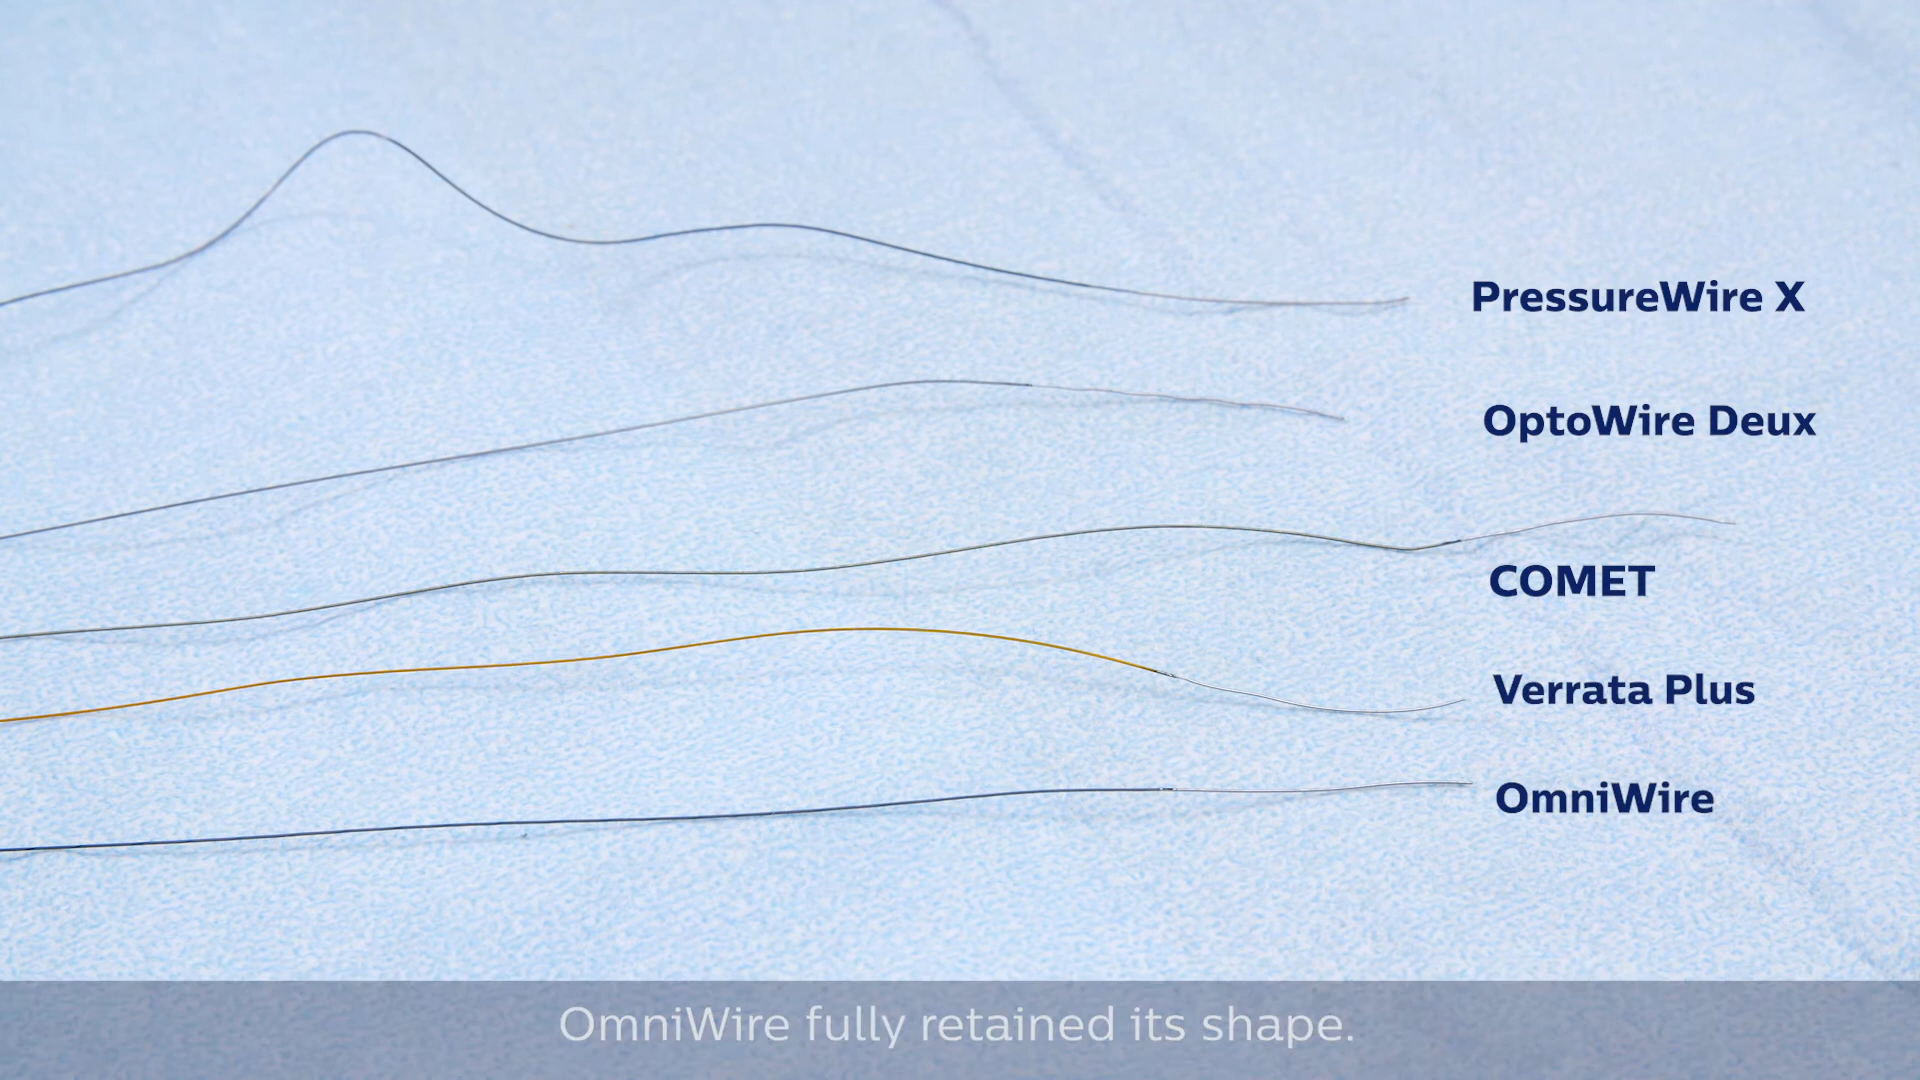 PressureWire X
OptoWire Deux
COMET
Verrata Plus
OmniWire
OmniWire fully retained its shape.